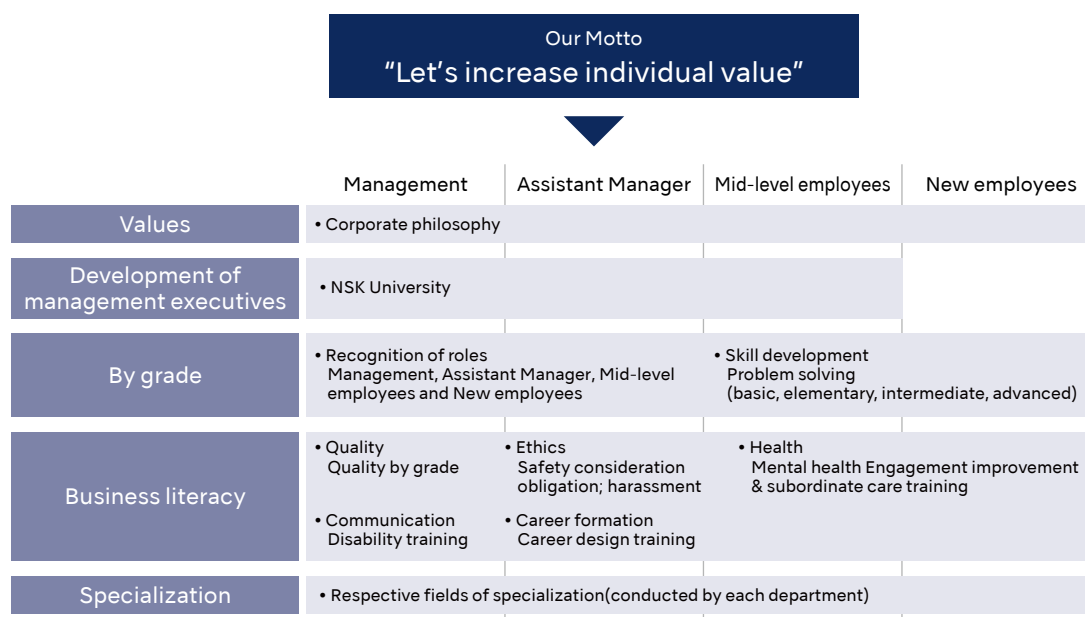 Our Motto
“Let’s increase individual value”
Management
Assistant Manager
Mid-level employees
New employees
Values
• Corporate philosophy
Development of
management executives
• NSK University
By grade
• Recognition of roles
Management, Assistant Manager, Mid-level
employees and New employees
• Skill development
Problem solving
(basic, elementary, intermediate, advanced)
Business literacy
• Quality
Quality by grade
• Ethics
Safety consideration
obligation; harassment
• Health
Mental health Engagement improvement
& subordinate care training
• Communication
Disability training
• Career formation
Career design training
Specialization
• Respective fields of specialization(conducted by each department)